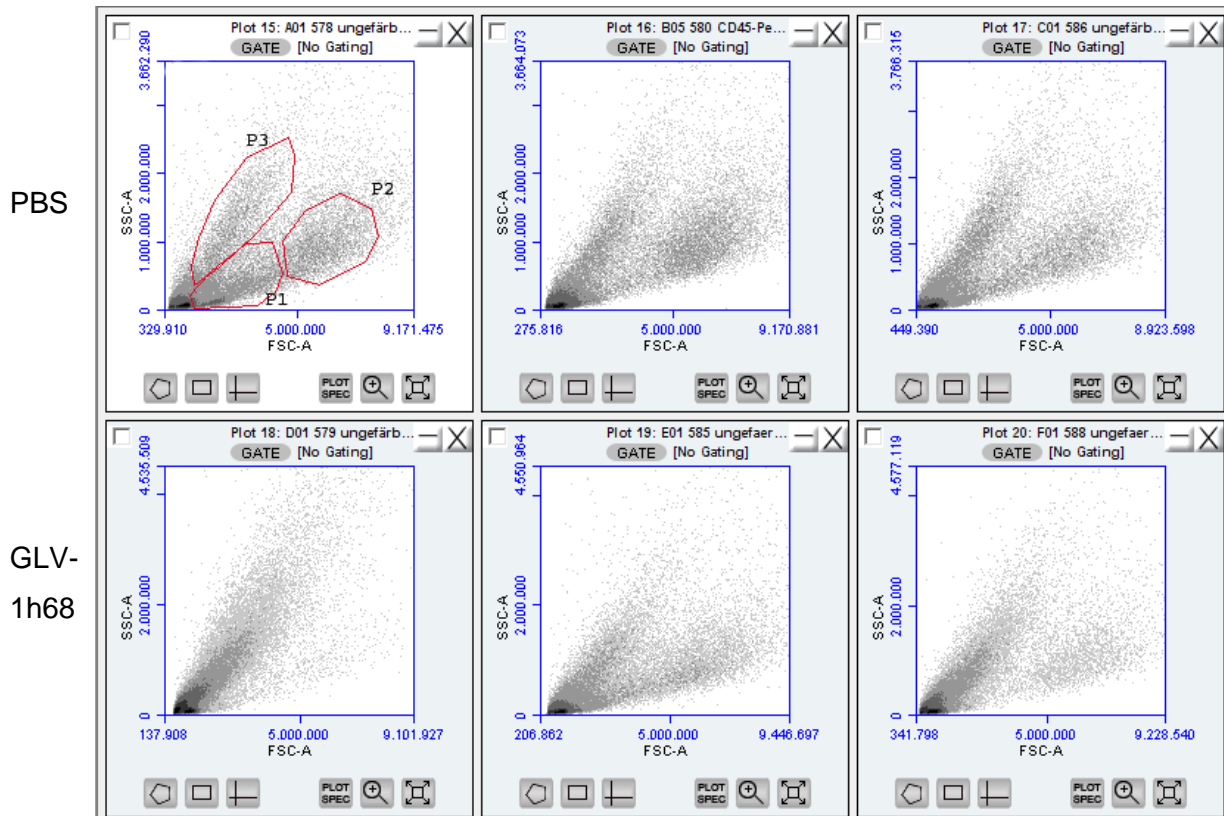 PBS
Plot 15: A01 578 ungefärb...
GATE [No Gating]
3.662.290
2.000.000
1.000.000
0
SSC-A
P3
P2
P1
329.910 5.000.000 9.171.475
FSC-A
PLOT SPEC
Plot 16: B05 580 CD45-Pe...
GATE [No Gating]
3.664.073
2.000.000
1.000.000
0
SSC-A
275.816 5.000.000 9.170.881
FSC-A
PLOT SPEC
Plot 17: C01 586 ungefärb...
GATE [No Gating]
3.766.315
2.000.000
1.000.000
0
SSC-A
449.390 5.000.000 8.923.598
FSC-A
PLOT SPEC
GLV-
1h68
Plot 18: D01 579 ungefärb...
GATE [No Gating]
4.535.509
2.000.000
0
SSC-A
137.908 5.000.000 9.101.927
FSC-A
PLOT SPEC
Plot 19: E01 585 ungefaer...
GATE [No Gating]
4.550.964
2.000.000
0
SSC-A
206.862 5.000.000 9.446.697
FSC-A
PLOT SPEC
Plot 20: F01 588 ungefaer...
GATE [No Gating]
4.577.119
2.000.000
0
SSC-A
341.798 5.000.000 9.228.540
FSC-A
PLOT SPEC